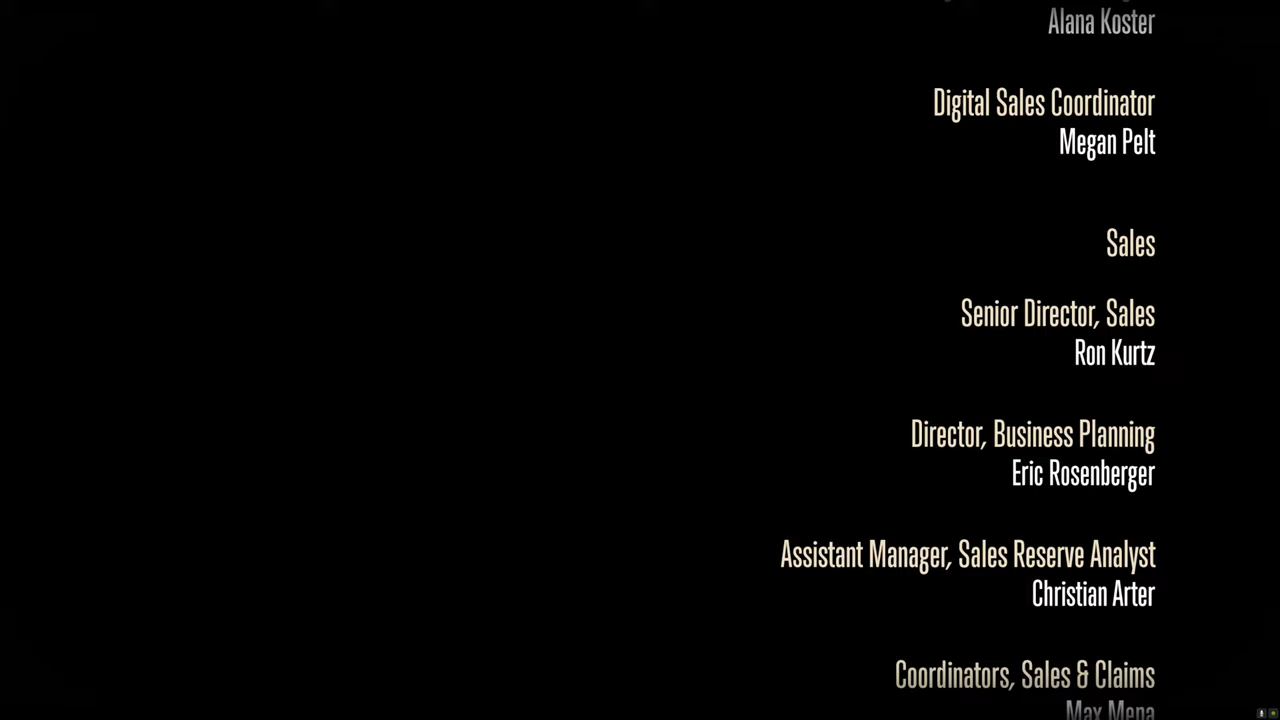 Alana Koster
Digital Sales Coordinator
Megan Pelt
Sales
Senior Director, Sales
Ron Kurtz
Director, Business Planning
Eric Rosenberger
Assistant Manager, Sales Reserve Analyst
Christian Arter
Coordinators, Sales & Claims
Max Mena